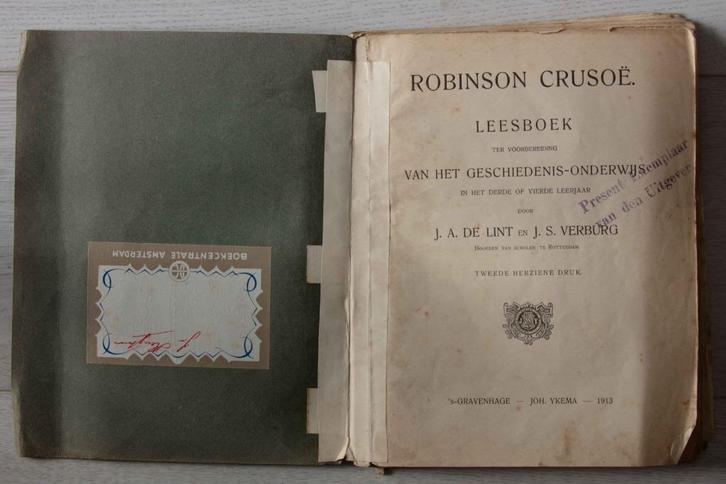 BOEKCENTRALE AMSTERDAM
ROBINSON CRUSOË.
LEESBOEK
TER VOORBEREIDING
VAN HET GESCHIEDENIS-ONDERWIJS
IN HET DERDE OF VIERDE LEERJAAR
DOOR
J. A. DE LINT EN J. S. VERBURG
HOOFDEN VAN SCHOLEN TE ROTTERDAM
TWEEDE HERZIENE DRUK.
's-GRAVENHAGE — JOH. YKEMA — 1913
Present Exemplaar
van den Uitgever